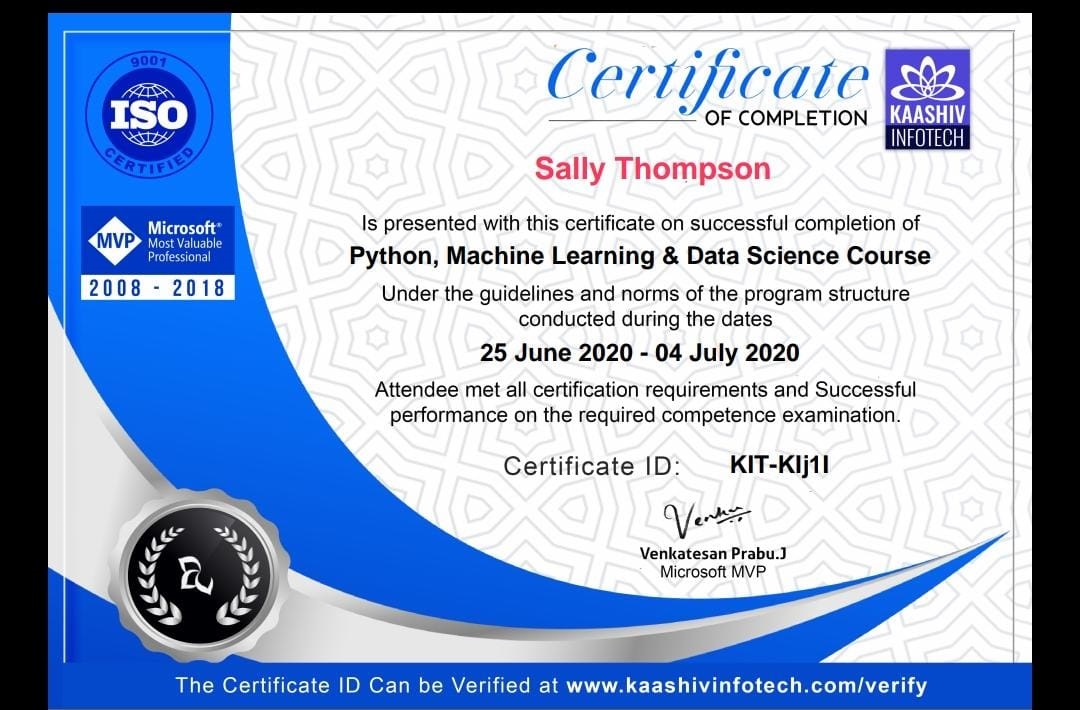 9001
ISO
CERTIFIED
MVP
Microsoft®
Most Valuable
Professional
2008 - 2018
Certificate
OF COMPLETION
KAASHIV
INFOTECH
Sally Thompson
Is presented with this certificate on successful completion of
Python, Machine Learning & Data Science Course
Under the guidelines and norms of the program structure
conducted during the dates
25 June 2020 - 04 July 2020
Attendee met all certification requirements and Successful
performance on the required competence examination.
Certificate ID: KIT-KIj1I
Venkatesan Prabu.J
Microsoft MVP
The Certificate ID Can be Verified at www.kaashivinfotech.com/verify